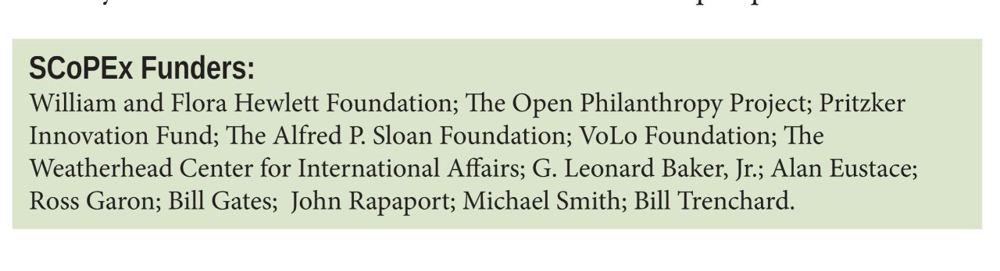 SCoPEx Funders:
William and Flora Hewlett Foundation; The Open Philanthropy Project; Pritzker
Innovation Fund; The Alfred P. Sloan Foundation; VoLo Foundation; The
Weatherhead Center for International Affairs; G. Leonard Baker, Jr.; Alan Eustace;
Ross Garon; Bill Gates;  John Rapaport; Michael Smith; Bill Trenchard.